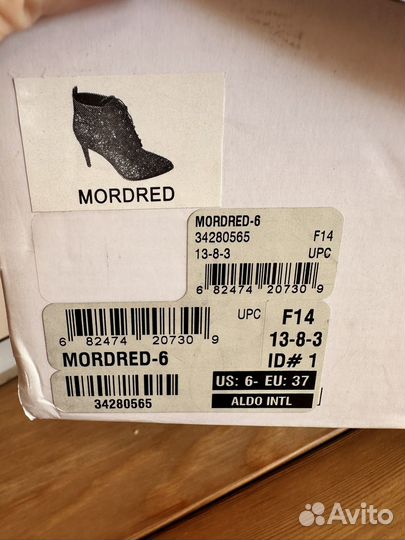 MORDRED
MORDRED-6
34280565 F14
13-8-3 UPC
6 82474 20730 9
6 82474 20730 9 UPC
MORDRED-6
34280565
F14
13-8-3
ID# 1
US: 6- EU: 37
ALDO INTL
Avito